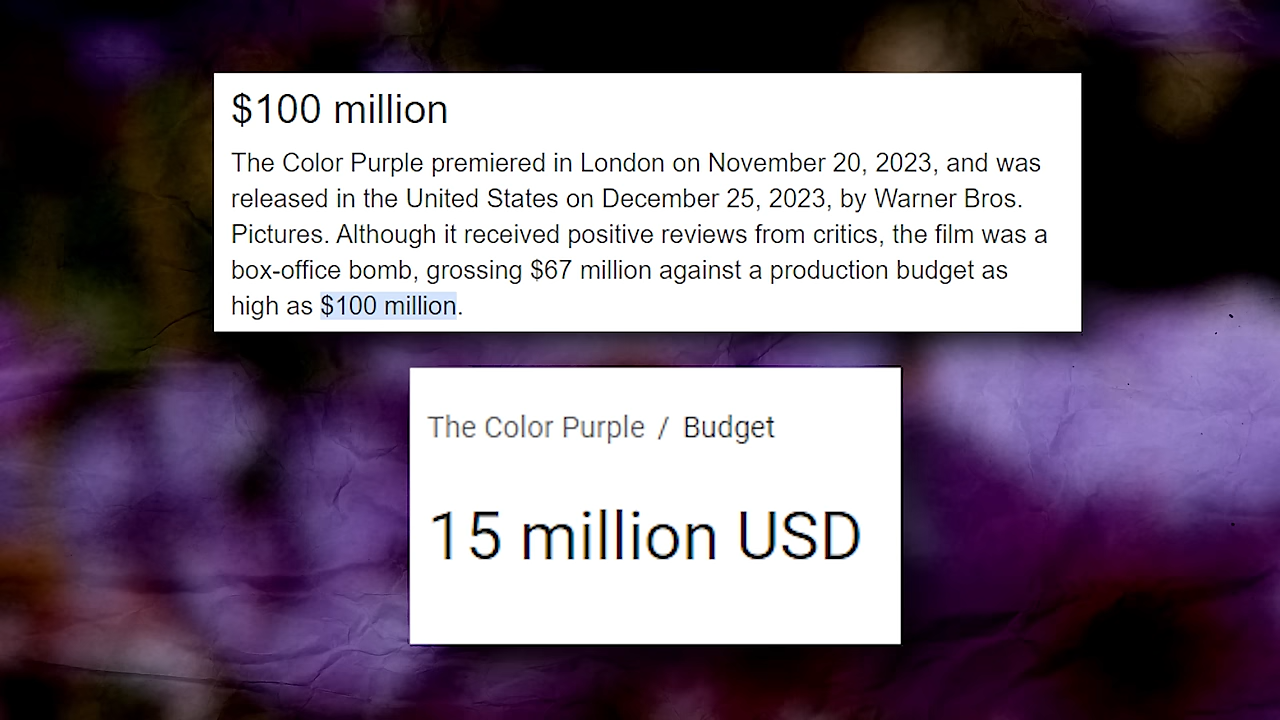 $100 million
The Color Purple premiered in London on November 20, 2023, and was
released in the United States on December 25, 2023, by Warner Bros.
Pictures. Although it received positive reviews from critics, the film was a
box-office bomb, grossing $67 million against a production budget as
high as $100 million.
The Color Purple / Budget
15 million USD